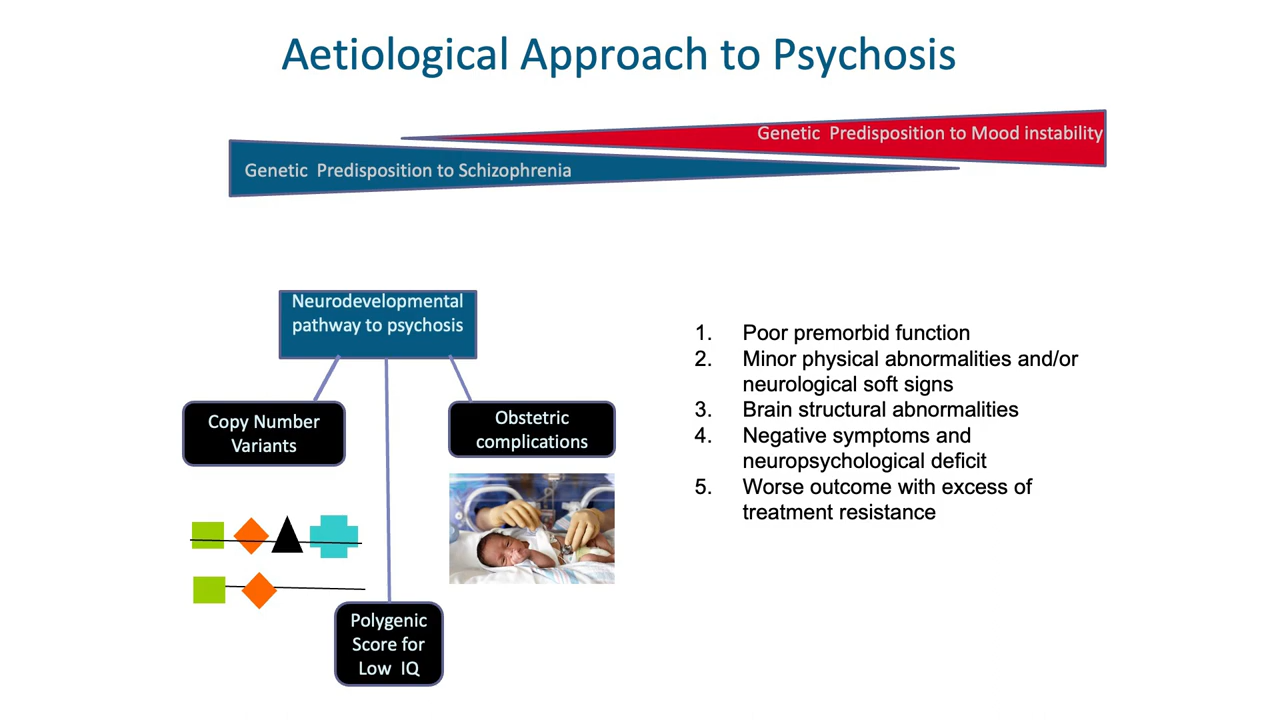 Aetiological Approach to Psychosis
Genetic Predisposition to Mood instability
Genetic Predisposition to Schizophrenia
Neurodevelopmental
pathway to psychosis
Copy Number
Variants
Obstetric
complications
Polygenic
Score for
Low IQ
1. Poor premorbid function
2. Minor physical abnormalities and/or
neurological soft signs
3. Brain structural abnormalities
4. Negative symptoms and
neuropsychological deficit
5. Worse outcome with excess of
treatment resistance